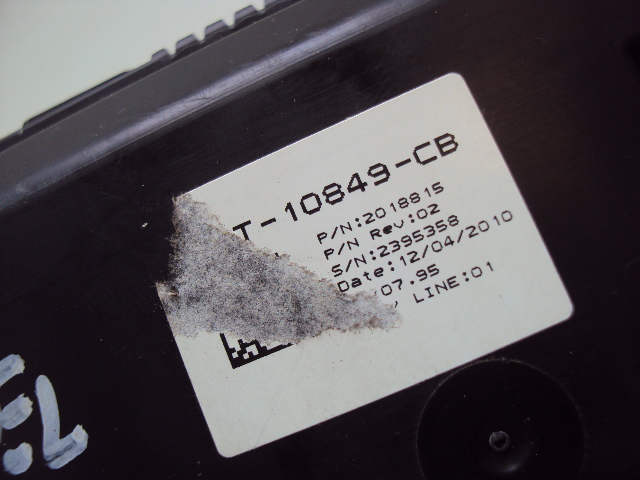 T-10849-CB
P/N:2018815
P/N Rev:02
S/N:2395358
Date:12/04/2010
07.95
LINE:01